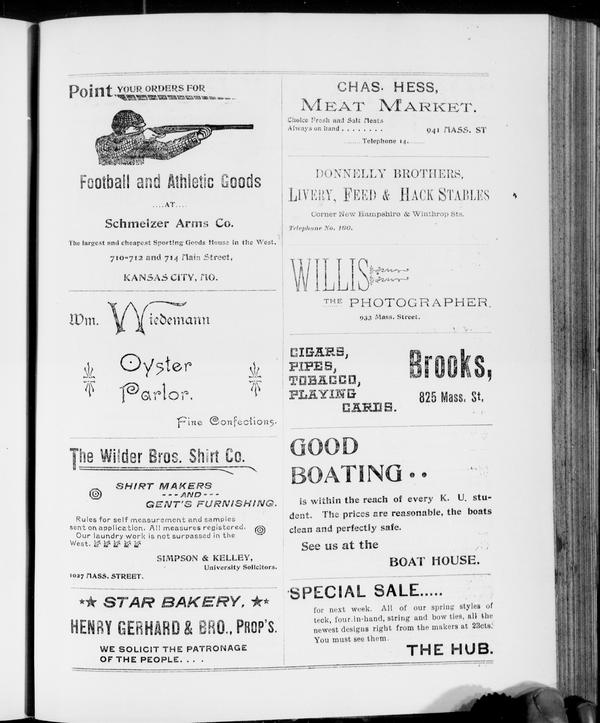 Point YOUR ORDERS FOR
Football and Athletic Goods
....AT....
Schmeizer Arms Co.
The largest and cheapest Sporting Goods House in the West.
710-712 and 714 Main Street,
KANSAS CITY, MO.
Wm. Wiedemann
Oyster
Parlor.
Fine Confections.
The Wilder Bros. Shirt Co.
SHIRT MAKERS
---AND---
GENT'S FURNISHING.
Rules for self measurement and samples
sent on application. All measures registered.
Our laundry work is not surpassed in the
West.
SIMPSON & KELLEY,
University Solicitors.
1027 MASS. STREET.
STAR BAKERY,
HENRY GERHARD & BRO., PROP'S.
WE SOLICIT THE PATRONAGE
OF THE PEOPLE. . . .
CHAS. HESS,
MEAT MARKET.
Choice Fresh and Salt Meats
Always on hand . . . . . . . . 941 MASS. ST
Telephone 14.
DONNELLY BROTHERS,
LIVERY, FEED & HACK STABLES
Corner New Hampshire & Winthrop Sts.
Telephone No. 100.
WILLIS
THE PHOTOGRAPHER,
933 Mass. Street.
CIGARS,
PIPES,
TOBACCO,
PLAYING
CARDS.
Brooks,
825 Mass. St.
GOOD
BOATING..
is within the reach of every K. U. stu-
dent. The prices are reasonable, the boats
clean and perfectly safe.
See us at the
BOAT HOUSE.
SPECIAL SALE.....
for next week. All of our spring styles of
teck, four-in-hand, string and bow ties, all the
newest designs right from the makers at 23cts.
You must see them.
THE HUB.